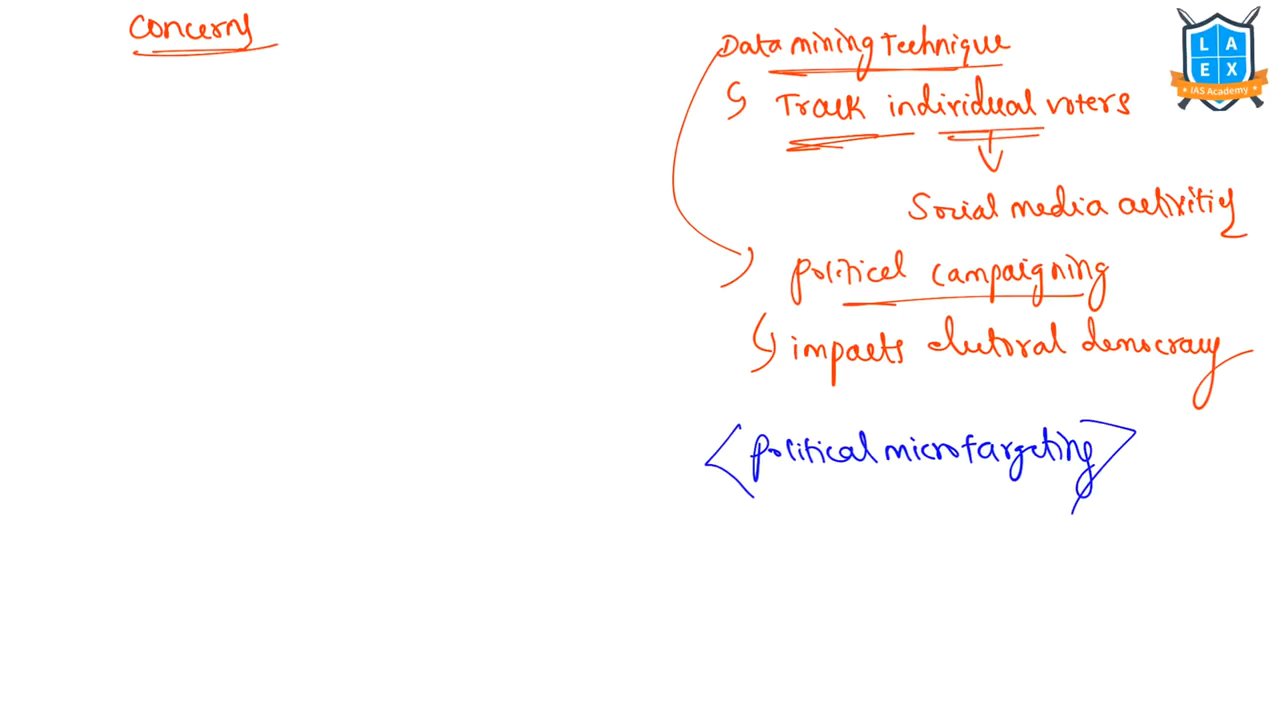 Concerns
Data mining Technique
Track individual voters
Social media activities
political campaigning
impacts electoral democracy
political microtargeting
L A
E X
IAS Academy